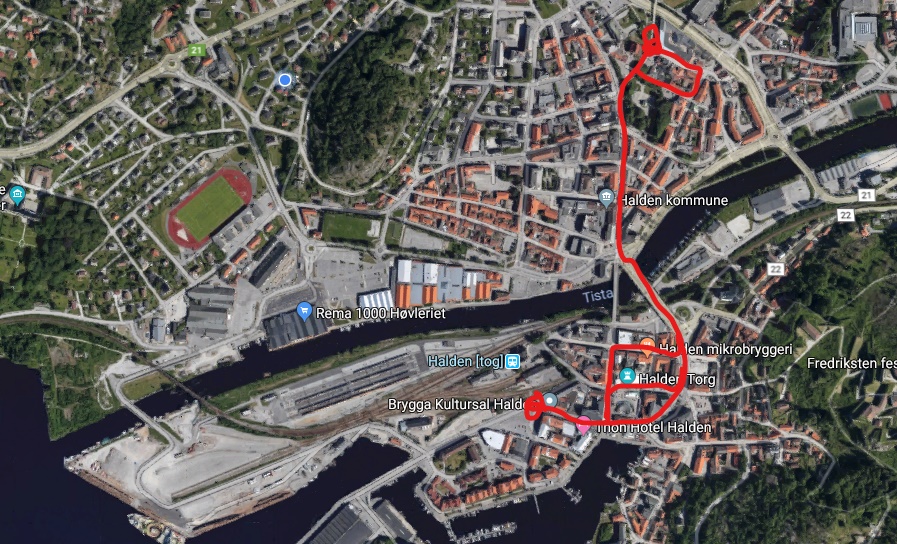 21
e
r
Halden kommune
21
22
22
Tista
Rema 1000 Høvleriet
Halden mikrobryggeri
Halden [tog]
Fredriksten fes
Halden Torg
Brygga Kultursal Halde
Thon Hotel Halden